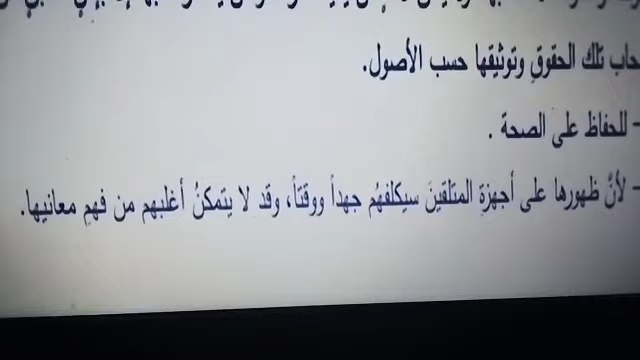 حاب تلك الحقوقِ وتوثيقها حسب الأصول.
- للحفاظ على الصحة .
- لأنَّ ظهورها على أجهزةِ المتلقينَ سيكلفهُم جهداً ووقتاً، وقد لا يتمكنُ أغلبهم من فهمِ معانيها.